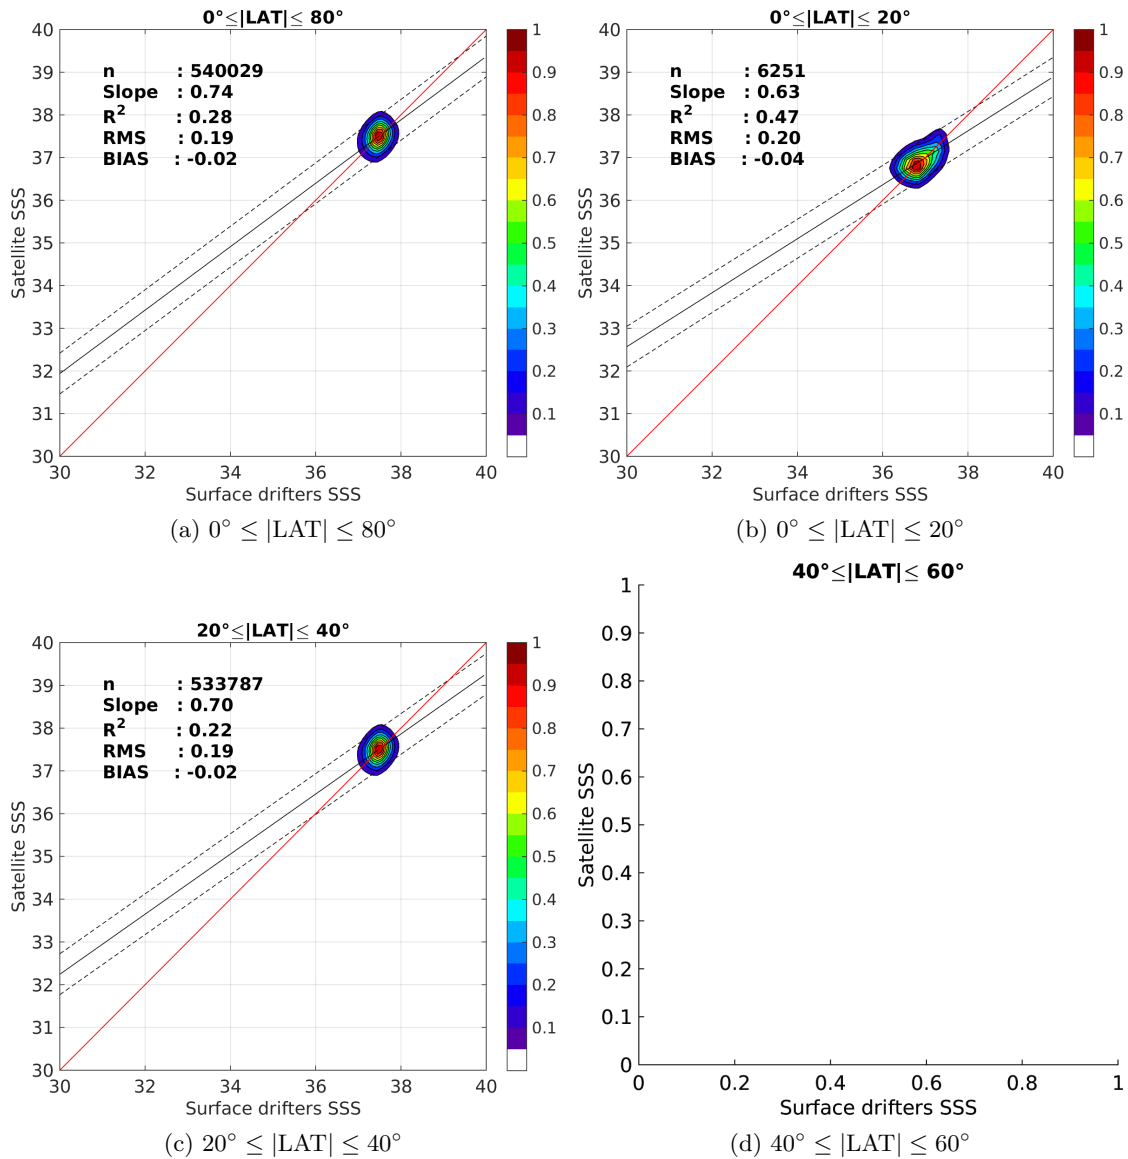 0°≤|LAT|≤ 80°
n : 540029
Slope : 0.74
R2 : 0.28
RMS : 0.19
BIAS : -0.02
40
39
38
37
36
35
34
33
32
31
30
30 32 34 36 38 40
Satellite SSS
Surface drifters SSS
1
0.9
0.8
0.7
0.6
0.5
0.4
0.3
0.2
0.1
(a) 0° ≤ |LAT| ≤ 80°
0°≤|LAT|≤ 20°
n : 6251
Slope : 0.63
R2 : 0.47
RMS : 0.20
BIAS : -0.04
40
39
38
37
36
35
34
33
32
31
30
30 32 34 36 38 40
Satellite SSS
Surface drifters SSS
1
0.9
0.8
0.7
0.6
0.5
0.4
0.3
0.2
0.1
(b) 0° ≤ |LAT| ≤ 20°
20°≤|LAT|≤ 40°
n : 533787
Slope : 0.70
R2 : 0.22
RMS : 0.19
BIAS : -0.02
40
39
38
37
36
35
34
33
32
31
30
30 32 34 36 38 40
Satellite SSS
Surface drifters SSS
1
0.9
0.8
0.7
0.6
0.5
0.4
0.3
0.2
0.1
(c) 20° ≤ |LAT| ≤ 40°
40°≤|LAT|≤ 60°
1
0.9
0.8
0.7
0.6
0.5
0.4
0.3
0.2
0.1
0
0 0.2 0.4 0.6 0.8 1
Satellite SSS
Surface drifters SSS
(d) 40° ≤ |LAT| ≤ 60°